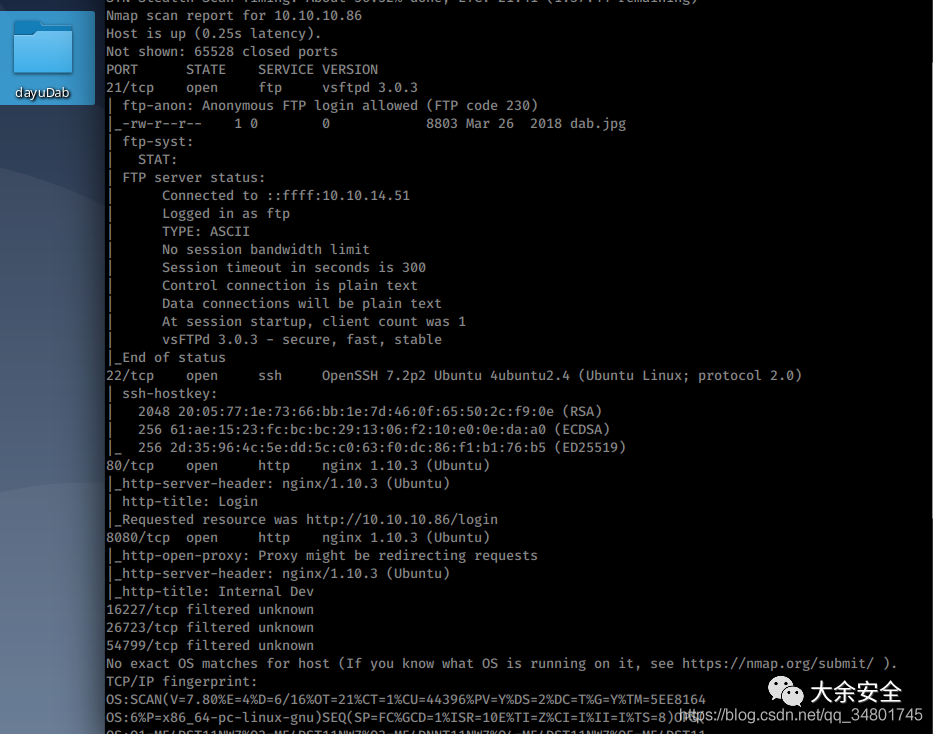 Nmap scan report for 10.10.10.86
Host is up (0.25s latency).
Not shown: 65528 closed ports
PORT      STATE    SERVICE VERSION
21/tcp    open     ftp     vsftpd 3.0.3
| ftp-anon: Anonymous FTP login allowed (FTP code 230)
|_-rw-r--r--    1 0        0            8803 Mar 26  2018 dab.jpg
| ftp-syst:
|   STAT:
| FTP server status:
|      Connected to ::ffff:10.10.14.51
|      Logged in as ftp
|      TYPE: ASCII
|      No session bandwidth limit
|      Session timeout in seconds is 300
|      Control connection is plain text
|      Data connections will be plain text
|      At session startup, client count was 1
|      vsFTPd 3.0.3 - secure, fast, stable
|_End of status
22/tcp    open     ssh     OpenSSH 7.2p2 Ubuntu 4ubuntu2.4 (Ubuntu Linux; protocol 2.0)
| ssh-hostkey:
|   2048 20:05:77:1e:73:66:bb:1e:7d:46:0f:65:50:2c:f9:0e (RSA)
|   256 61:ae:15:23:fc:bc:bc:29:13:06:f2:10:e0:0e:da:a0 (ECDSA)
|_  256 2d:35:96:4c:5e:dd:5c:c0:63:f0:dc:86:f1:b1:76:b5 (ED25519)
80/tcp    open     http    nginx 1.10.3 (Ubuntu)
|_http-server-header: nginx/1.10.3 (Ubuntu)
| http-title: Login
|_Requested resource was http://10.10.10.86/login
8080/tcp  open     http    nginx 1.10.3 (Ubuntu)
|_http-open-proxy: Proxy might be redirecting requests
|_http-server-header: nginx/1.10.3 (Ubuntu)
|_http-title: Internal Dev
16227/tcp filtered unknown
26723/tcp filtered unknown
54799/tcp filtered unknown
No exact OS matches for host (If you know what OS is running on it, see https://nmap.org/submit/ ).
TCP/IP fingerprint:
OS:SCAN(V=7.80%E=4%D=6/16%OT=21%CT=1%CU=44396%PV=Y%DS=2%DC=T%G=Y%TM=5EE8164
OS:6%P=x86_64-pc-linux-gnu)SEQ(SP=FC%GCD=1%ISR=10E%TI=Z%CI=I%II=I%TS=8)
dayuDab
大余安全
https://blog.csdn.net/qq_34801745